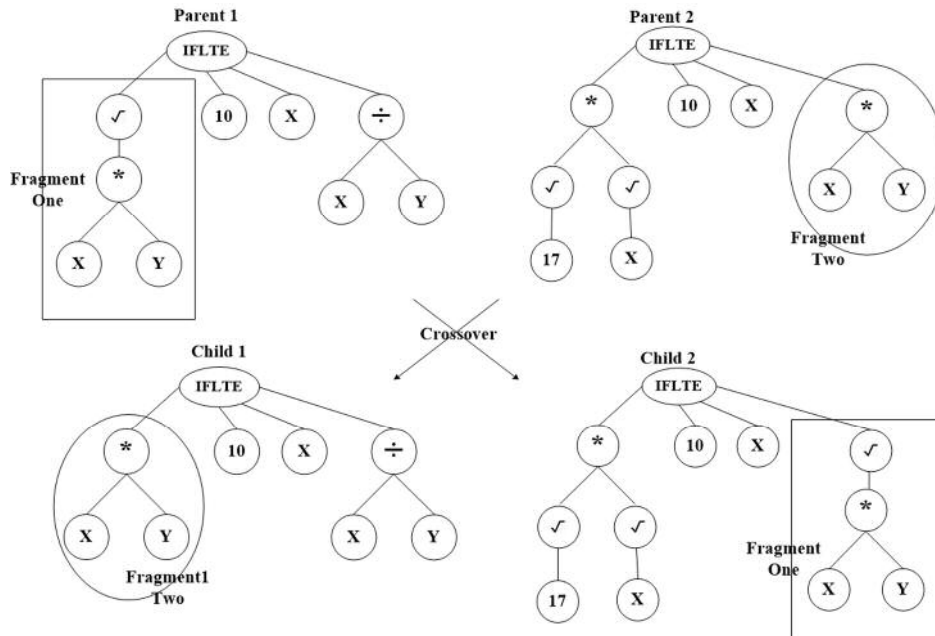 Parent 1
Parent 2
IFLTE
IFLTE
√ 10 X ÷
* 10 X *
Fragment
One
*
X Y
X Y
√ √
X Y
Fragment
Two
17 X
Crossover
Child 1
Child 2
IFLTE
IFLTE
* 10 X ÷
* 10 X √
X Y
X Y
√ √
*
Fragment1
Two
Fragment
One
17 X
X Y